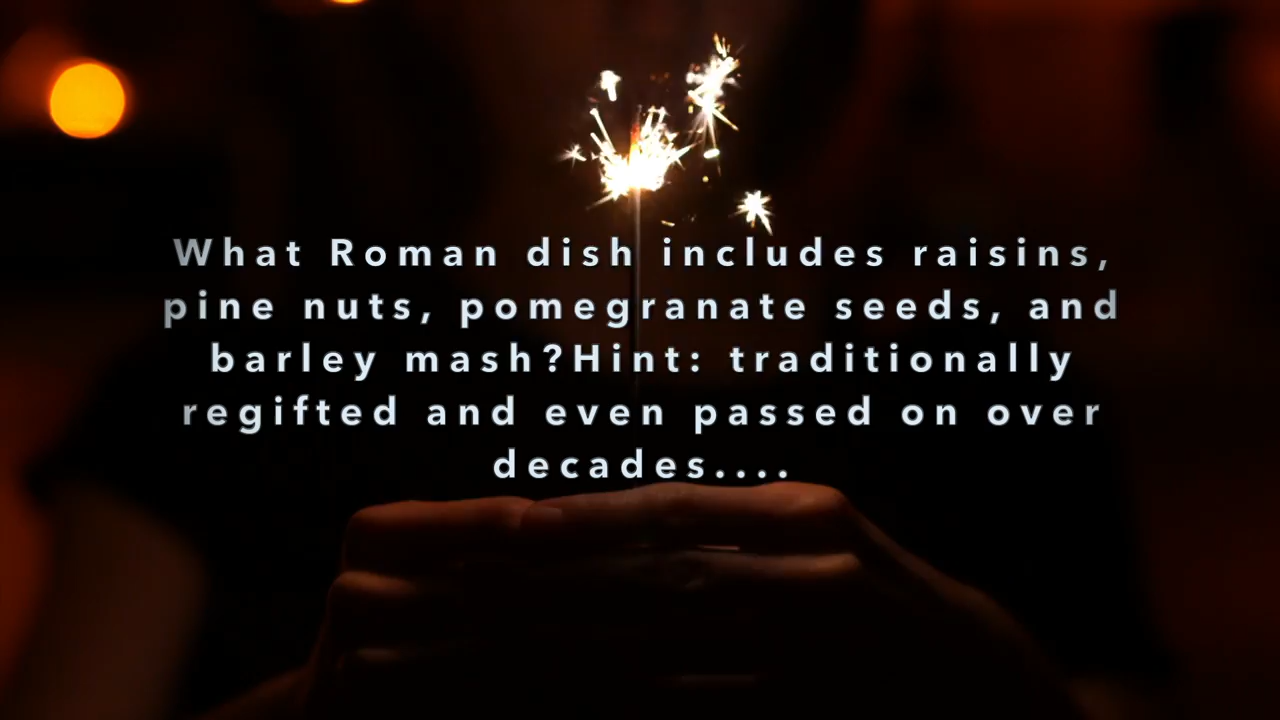 What Roman dish includes raisins,
pine nuts, pomegranate seeds, and
barley mash?Hint: traditionally
regifted and even passed on over
decades....